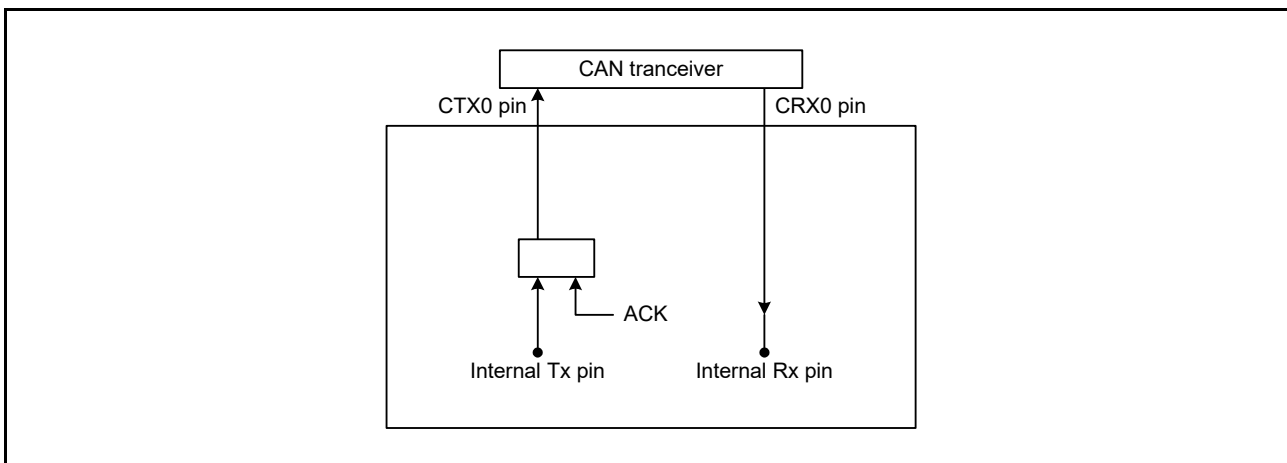 CAN tranceiver
CTX0 pin
CRX0 pin
ACK
Internal Tx pin
Internal Rx pin